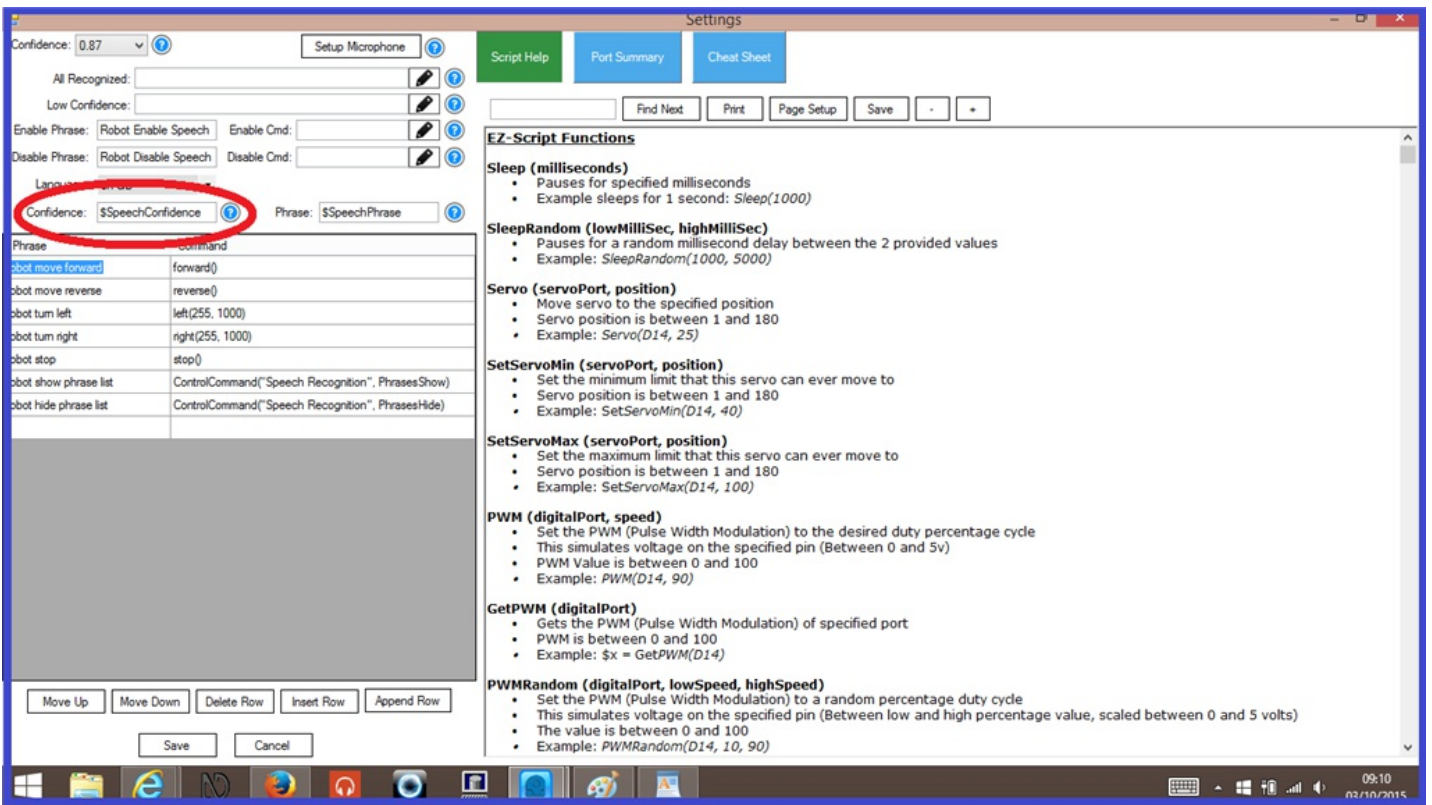 Settings
Confidence: 0.87 Setup Microphone
All Recognized:
Low Confidence:
Enable Phrase: Robot Enable Speech Enable Cmd:
Disable Phrase: Robot Disable Speech Disable Cmd:
Confidence: $SpeechConfidence Phrase: $SpeechPhrase
Phrase Command
obot move forward forward()
obot move reverse reverse()
obot turn left left(255, 1000)
obot turn right right(255, 1000)
obot stop stop()
obot show phrase list ControlCommand("Speech Recognition", PhrasesShow)
obot hide phrase list ControlCommand("Speech Recognition", PhrasesHide)
Move Up Move Down Delete Row Insert Row Append Row
Save Cancel
Script Help Port Summary Cheat Sheet
Find Next Print Page Setup Save - +
EZ-Script Functions
Sleep (milliseconds)
• Pauses for specified milliseconds
• Example sleeps for 1 second: Sleep(1000)
SleepRandom (lowMilliSec, highMilliSec)
• Pauses for a random millisecond delay between the 2 provided values
• Example: SleepRandom(1000, 5000)
Servo (servoPort, position)
• Move servo to the specified position
• Servo position is between 1 and 180
• Example: Servo(D14, 25)
SetServoMin (servoPort, position)
• Set the minimum limit that this servo can ever move to
• Servo position is between 1 and 180
• Example: SetServoMin(D14, 40)
SetServoMax (servoPort, position)
• Set the maximum limit that this servo can ever move to
• Servo position is between 1 and 180
• Example: SetServoMax(D14, 100)
PWM (digitalPort, speed)
• Set the PWM (Pulse Width Modulation) to the desired duty percentage cycle
• This simulates voltage on the specified pin (Between 0 and 5v)
• PWM Value is between 0 and 100
• Example: PWM(D14, 90)
GetPWM (digitalPort)
• Gets the PWM (Pulse Width Modulation) of specified port
• PWM is between 0 and 100
• Example: $x = GetPWM(D14)
PWMRandom (digitalPort, lowSpeed, highSpeed)
• Set the PWM (Pulse Width Modulation) to a random percentage duty cycle
• This simulates voltage on the specified pin (Between low and high percentage value, scaled between 0 and 5 volts)
• The value is between 0 and 100
• Example: PWMRandom(D14, 10, 90)
09:10
03/10/2015